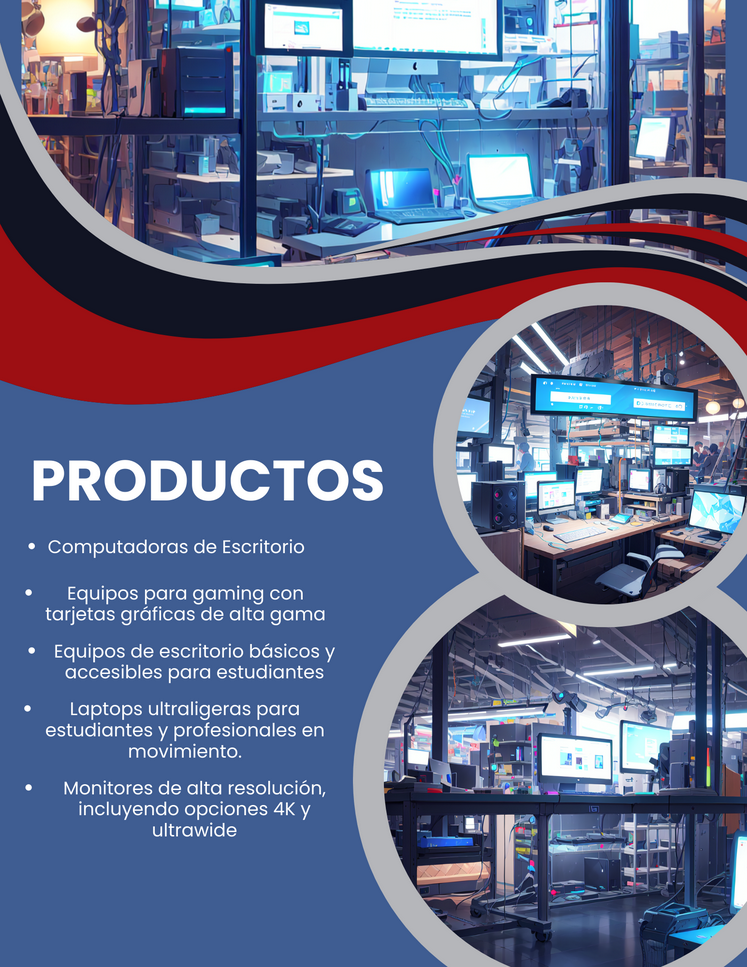 PRODUCTOS
• Computadoras de Escritorio
• Equipos para gaming con
tarjetas gráficas de alta gama
• Equipos de escritorio básicos y
accesibles para estudiantes
• Laptops ultraligeras para
estudiantes y profesionales en
movimiento.
• Monitores de alta resolución,
incluyendo opciones 4K y
ultrawide